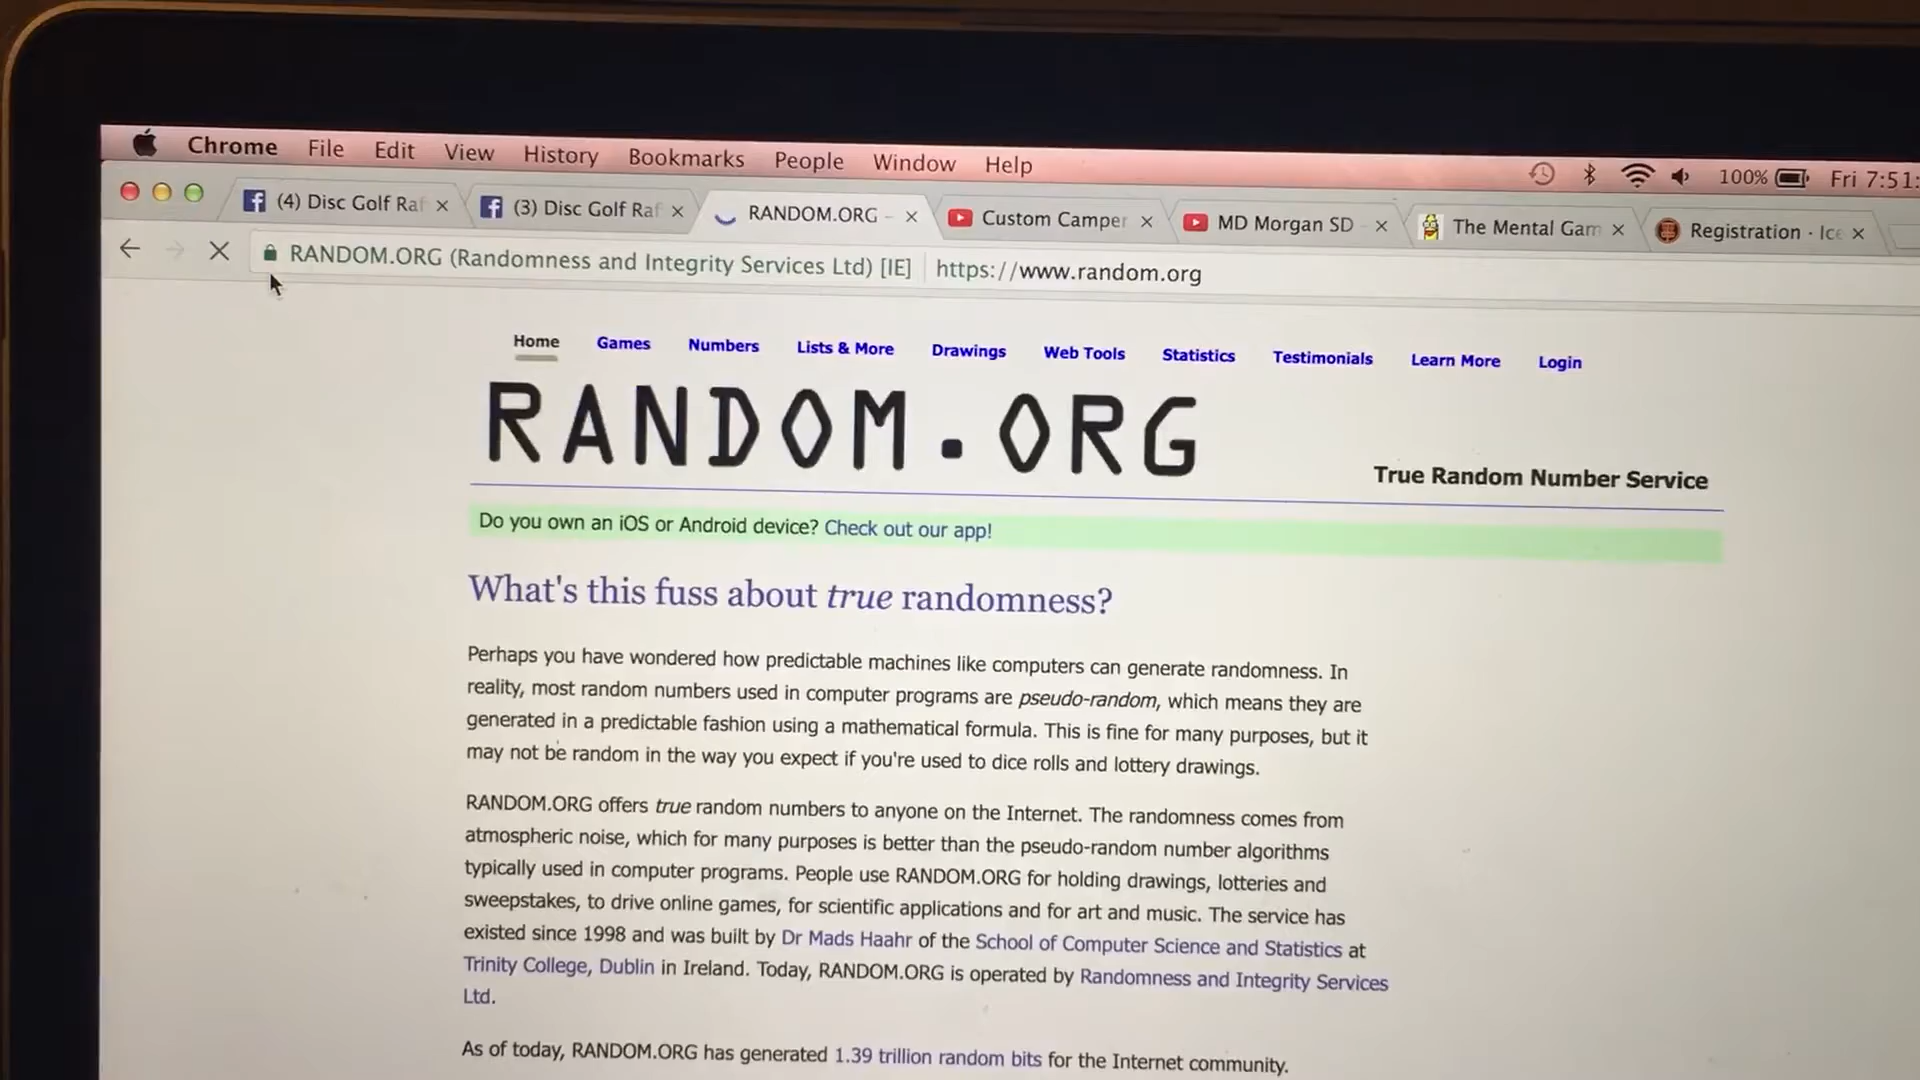 Chrome File Edit View History Bookmarks People Window Help 100% Fri 7:51:
(4) Disc Golf Raf (3) Disc Golf Raf RANDOM.ORG - Custom Camper MD Morgan SD The Mental Gam Registration · Ice
RANDOM.ORG (Randomness and Integrity Services Ltd) [IE] https://www.random.org
Home Games Numbers Lists & More Drawings Web Tools Statistics Testimonials Learn More Login
RANDOM.ORG
True Random Number Service
Do you own an iOS or Android device? Check out our app!
What's this fuss about true randomness?
Perhaps you have wondered how predictable machines like computers can generate randomness. In
reality, most random numbers used in computer programs are pseudo-random, which means they are
generated in a predictable fashion using a mathematical formula. This is fine for many purposes, but it
may not be random in the way you expect if you're used to dice rolls and lottery drawings.
RANDOM.ORG offers true random numbers to anyone on the Internet. The randomness comes from
atmospheric noise, which for many purposes is better than the pseudo-random number algorithms
typically used in computer programs. People use RANDOM.ORG for holding drawings, lotteries and
sweepstakes, to drive online games, for scientific applications and for art and music. The service has
existed since 1998 and was built by Dr Mads Haahr of the School of Computer Science and Statistics at
Trinity College, Dublin in Ireland. Today, RANDOM.ORG is operated by Randomness and Integrity Services
Ltd.
As of today, RANDOM.ORG has generated 1.39 trillion random bits for the Internet community.